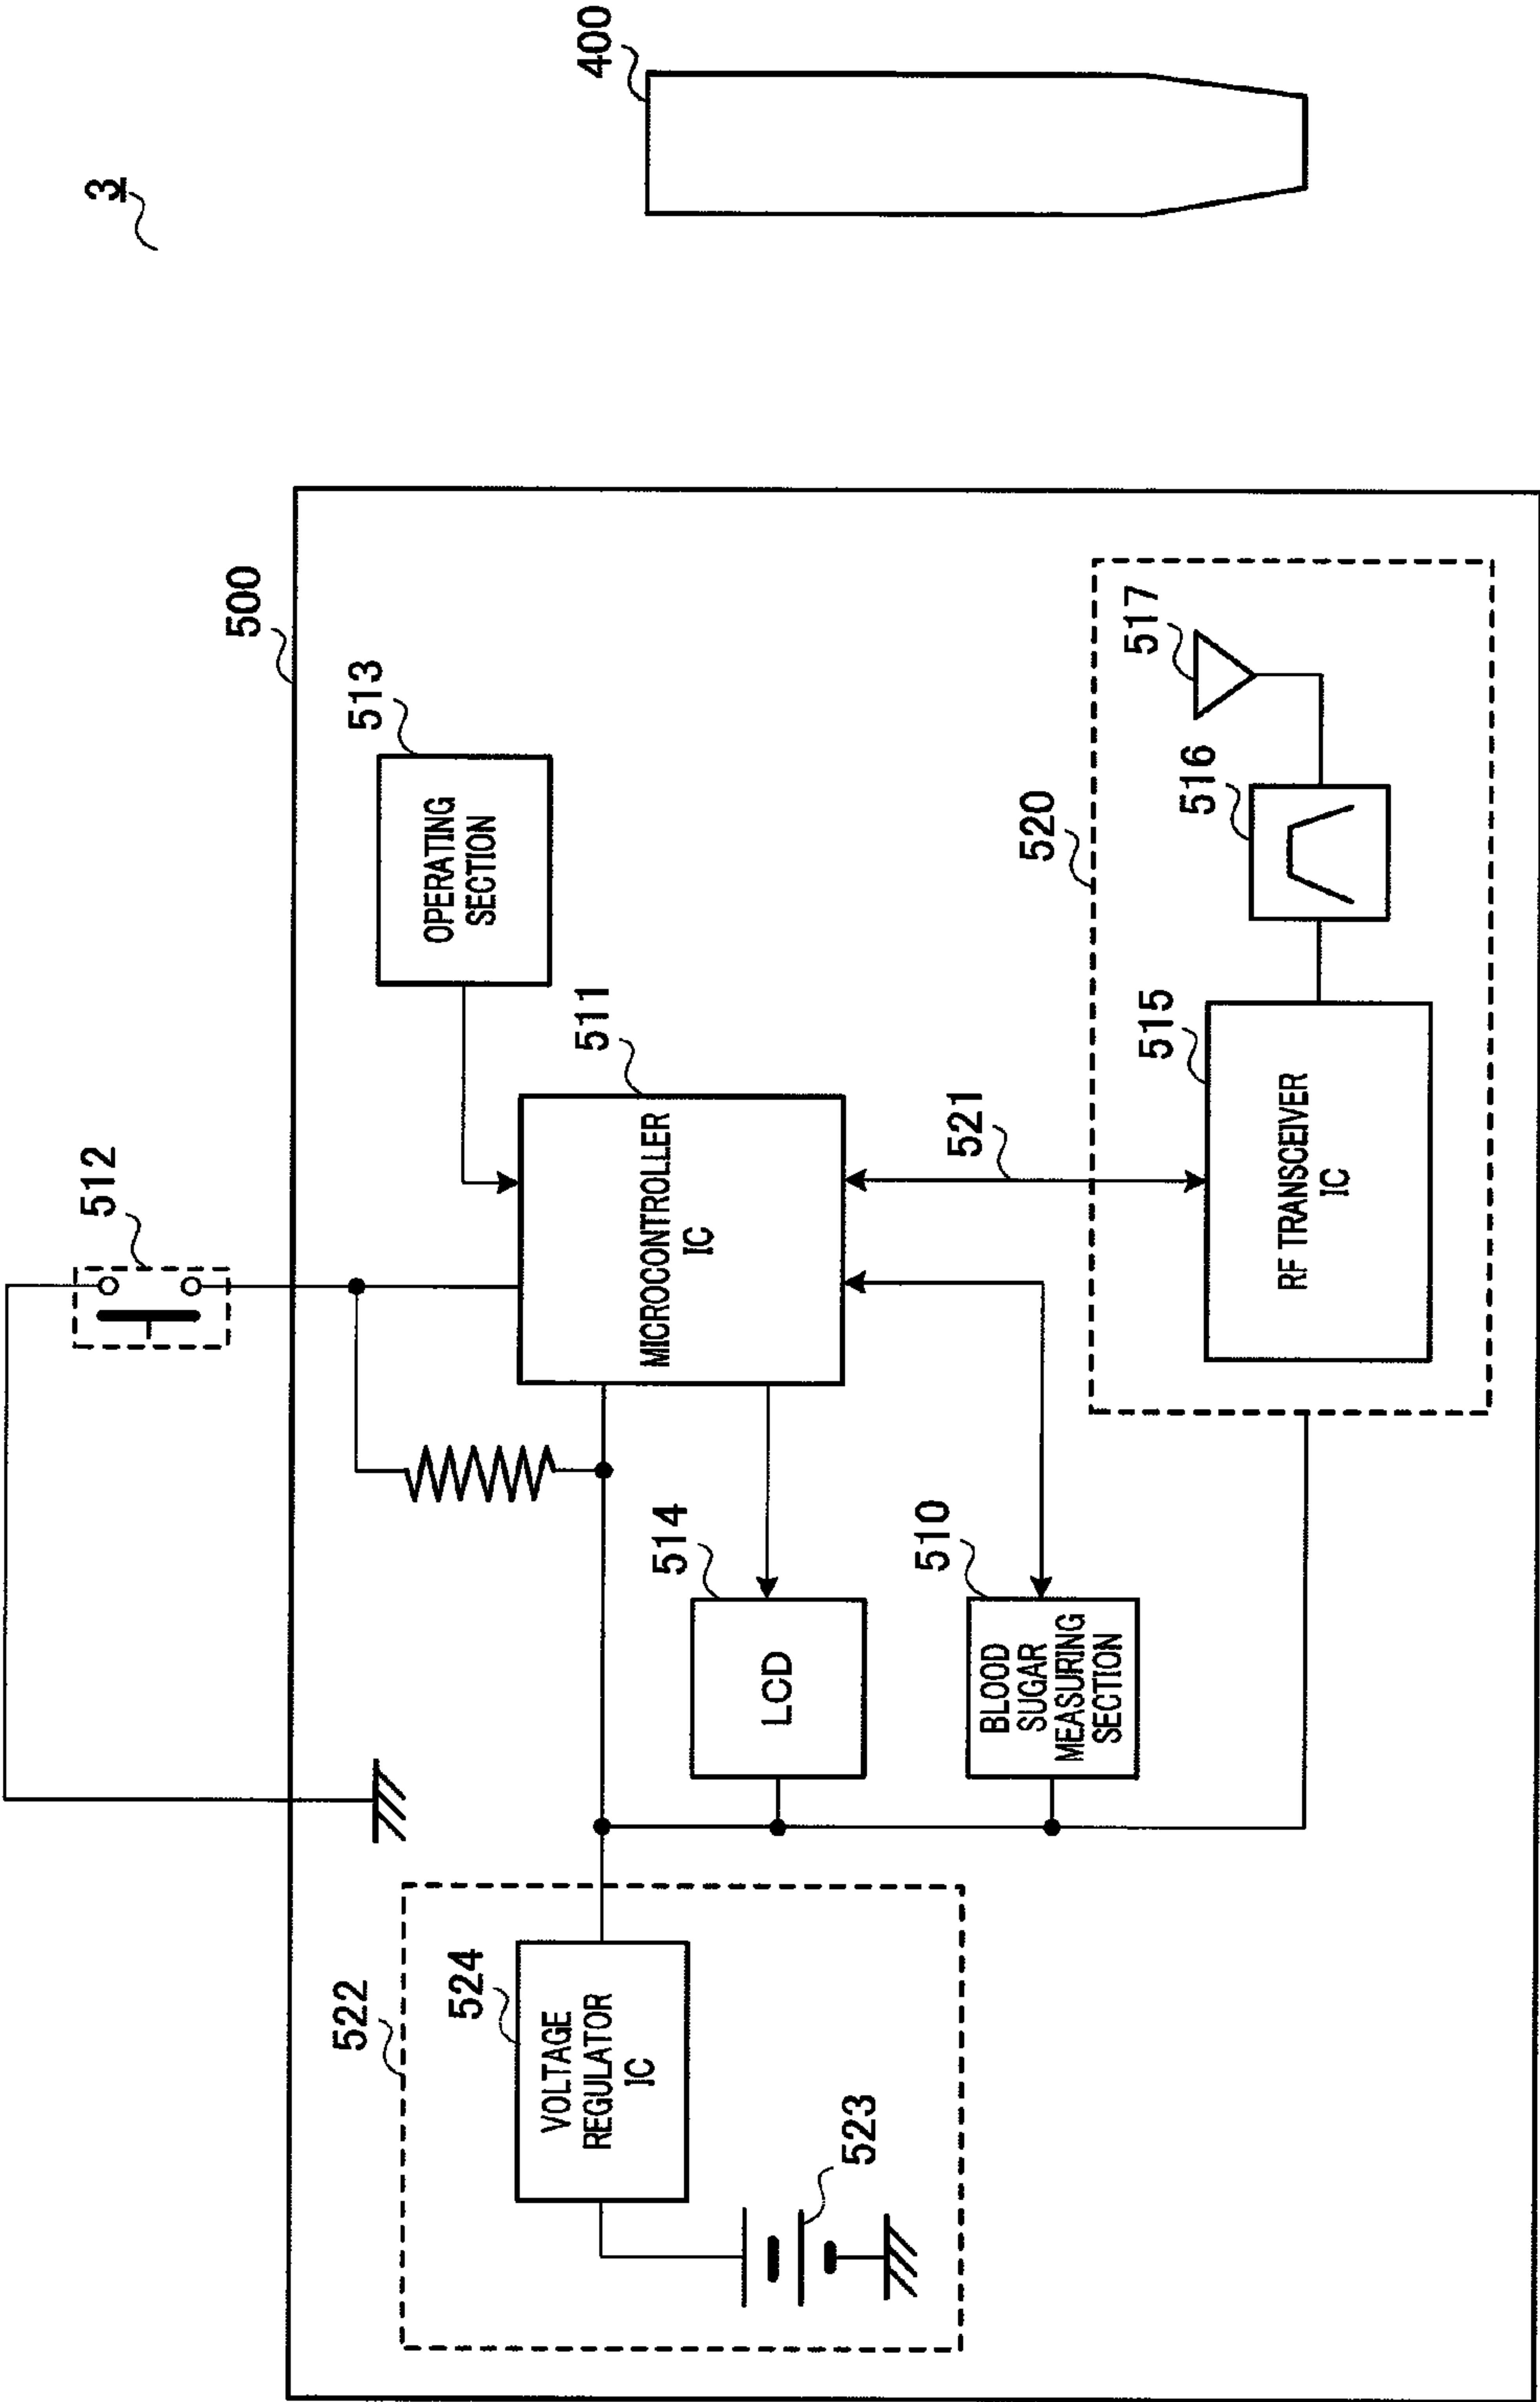 3
400
500
512
513
OPERATING
SECTION
511
MICROCONTROLLER
IC
522
524
VOLTAGE
REGULATOR
IC
523
514
LCD
510
BLOOD
SUGAR
MEASURING
SECTION
521
520
515
RF TRANSCEIVER
IC
516
517